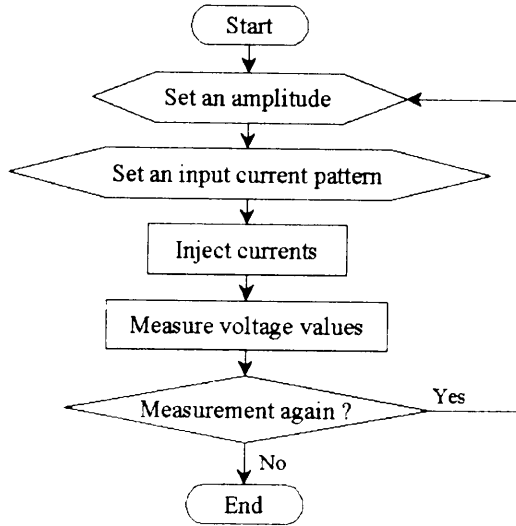 Start
Set an amplitude
Set an input current pattern
Inject currents
Measure voltage values
Measurement again ?
Yes
No
End